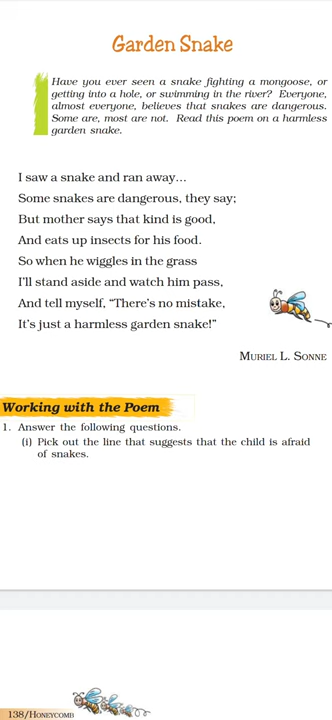 Garden Snake
Have you ever seen a snake fighting a mongoose, or
getting into a hole, or swimming in the river? Everyone,
almost everyone, believes that snakes are dangerous.
Some are, most are not. Read this poem on a harmless
garden snake.
I saw a snake and ran away...
Some snakes are dangerous, they say;
But mother says that kind is good,
And eats up insects for his food.
So when he wiggles in the grass
I'll stand aside and watch him pass,
And tell myself, “There's no mistake,
It's just a harmless garden snake!”
MURIEL L. SONNE
Working with the Poem
1. Answer the following questions.
(i) Pick out the line that suggests that the child is afraid
of snakes.
138/HONEYCOMB